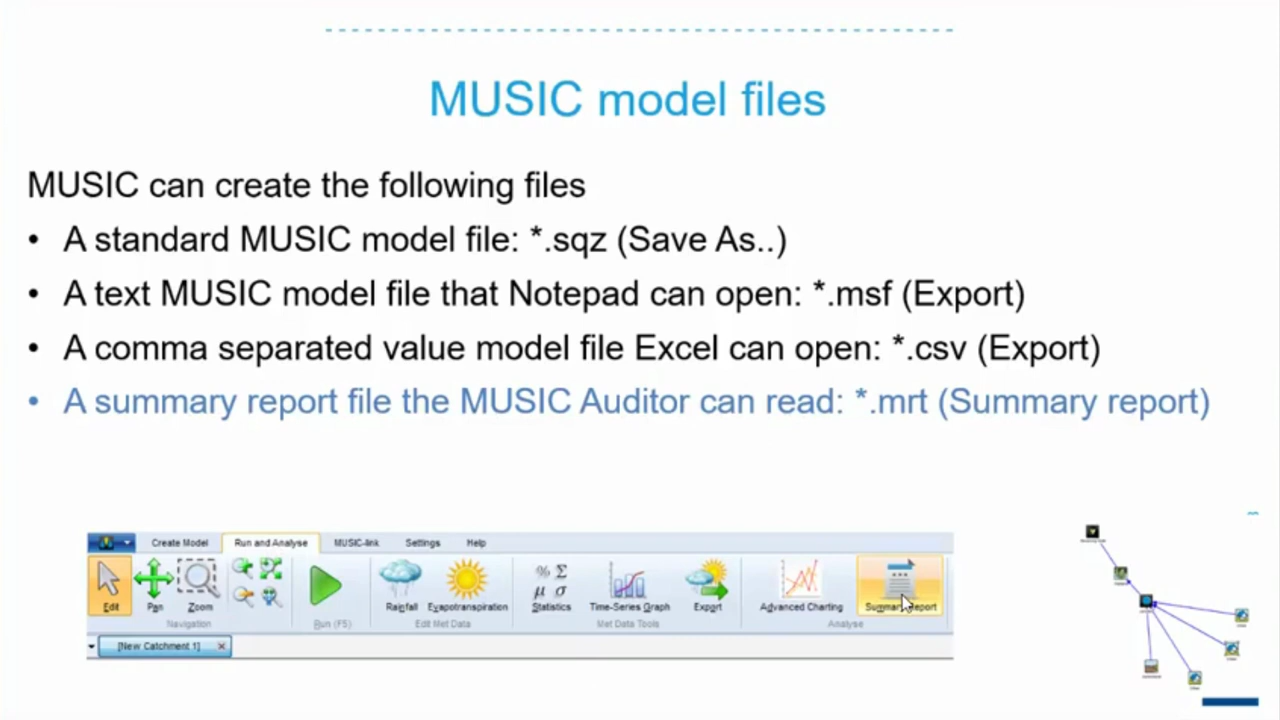 MUSIC model files
MUSIC can create the following files
• A standard MUSIC model file: *.sqz (Save As..)
• A text MUSIC model file that Notepad can open: *.msf (Export)
• A comma separated value model file Excel can open: *.csv (Export)
• A summary report file the MUSIC Auditor can read: *.mrt (Summary report)
Create Model Run and Analyse MUSIC-link Settings Help
% Σ
μ σ
Edit Pan Zoom Rainfall Evapotranspiration Statistics Time-Series Graph Export Advanced Charting Summary Report
Navigation Run (F5) Edit Met Data Met Data Tools Analyse
[New Catchment 1]